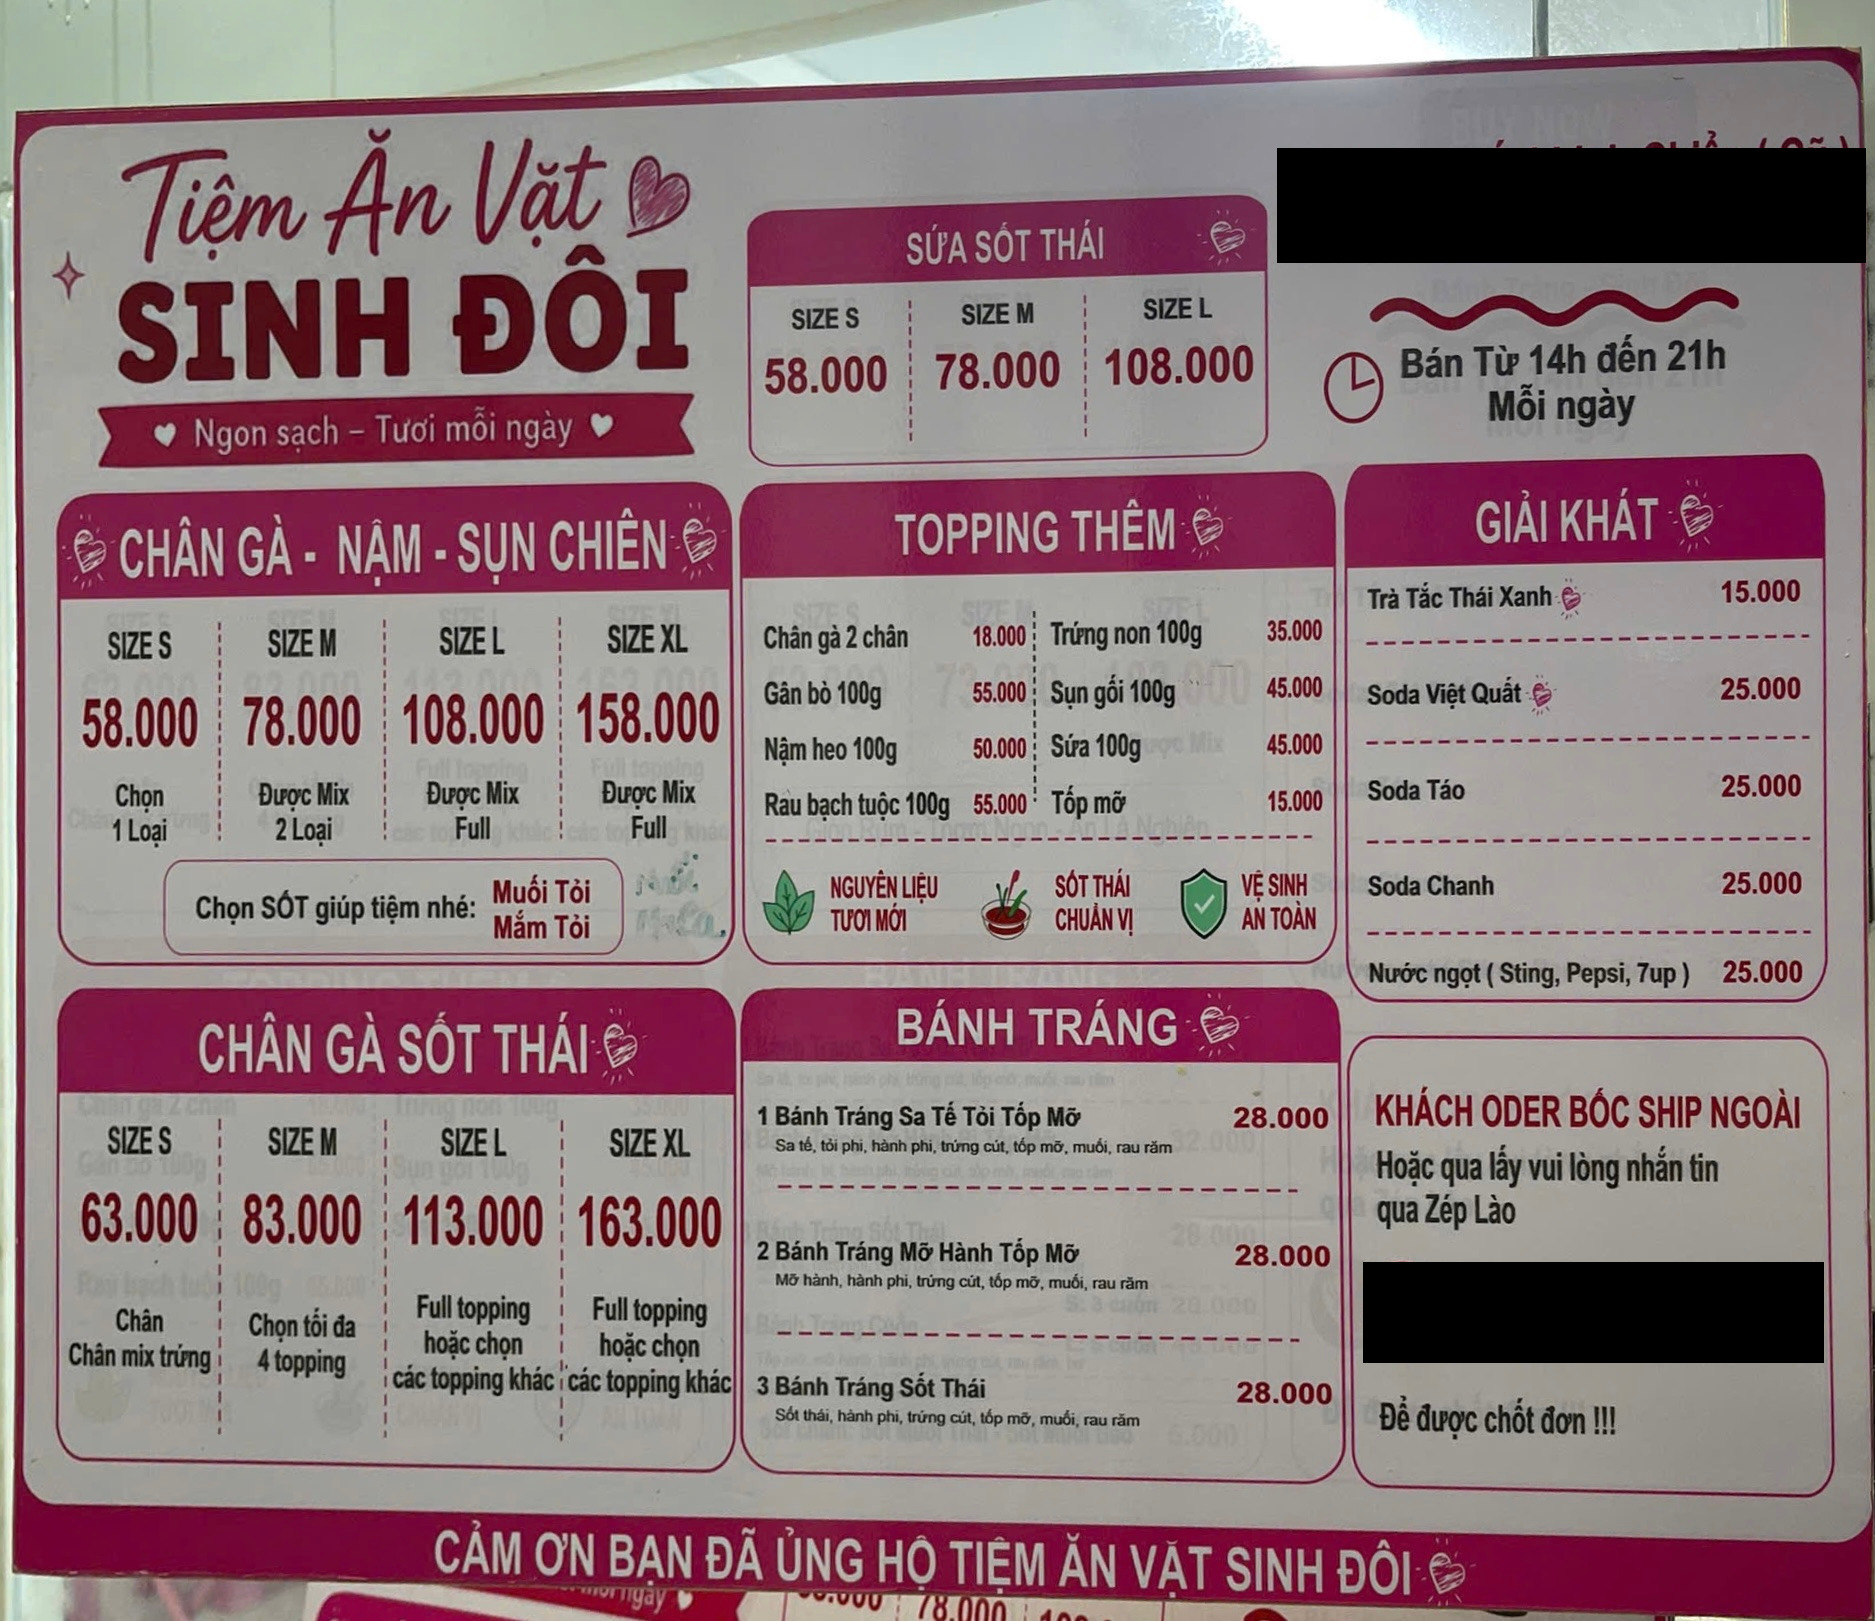 Tiệm Ăn Vặt
SINH ĐÔI
Ngon sạch – Tươi mỗi ngày
SỨA SỐT THÁI
SIZE S
SIZE M
SIZE L
58.000
78.000
108.000
Bán Từ 14h đến 21h
Mỗi ngày
CHÂN GÀ - NẬM - SỤN CHIÊN
SIZE S
SIZE M
SIZE L
SIZE XL
58.000
78.000
108.000
158.000
Chọn
1 Loại
Được Mix
2 Loại
Được Mix
Full
Được Mix
Full
Chọn SỐT giúp tiệm nhé:
Muối Tỏi
Mắm Tỏi
TOPPING THÊM
Chân gà 2 chân 18.000
Gân bò 100g 55.000
Nậm heo 100g 50.000
Râu bạch tuộc 100g 55.000
Trứng non 100g 35.000
Sụn gối 100g 45.000
Sứa 100g 45.000
Tốp mỡ 15.000
NGUYÊN LIỆU
TƯƠI MỚI
SỐT THÁI
CHUẨN VỊ
VỆ SINH
AN TOÀN
GIẢI KHÁT
Trà Tắc Thái Xanh 15.000
Soda Việt Quất 25.000
Soda Táo 25.000
Soda Chanh 25.000
Nước ngọt ( Sting, Pepsi, 7up ) 25.000
CHÂN GÀ SỐT THÁI
SIZE S
SIZE M
SIZE L
SIZE XL
63.000
83.000
113.000
163.000
Chân
Chân mix trứng
Chọn tối đa
4 topping
Full topping
hoặc chọn
các topping khác
Full topping
hoặc chọn
các topping khác
BÁNH TRÁNG
1 Bánh Tráng Sa Tế Tỏi Tốp Mỡ 28.000
Sa tế, tỏi phi, hành phi, trứng cút, tốp mỡ, muối, rau răm
2 Bánh Tráng Mỡ Hành Tốp Mỡ 28.000
Mỡ hành, hành phi, trứng cút, tốp mỡ, muối, rau răm
3 Bánh Tráng Sốt Thái 28.000
Sốt thái, hành phi, trứng cút, tốp mỡ, muối, rau răm
KHÁCH ODER BỐC SHIP NGOÀI
Hoặc qua lấy vui lòng nhắn tin
qua Zép Lào
Để được chốt đơn !!!
CẢM ƠN BẠN ĐÃ ỦNG HỘ TIỆM ĂN VẶT SINH ĐÔI